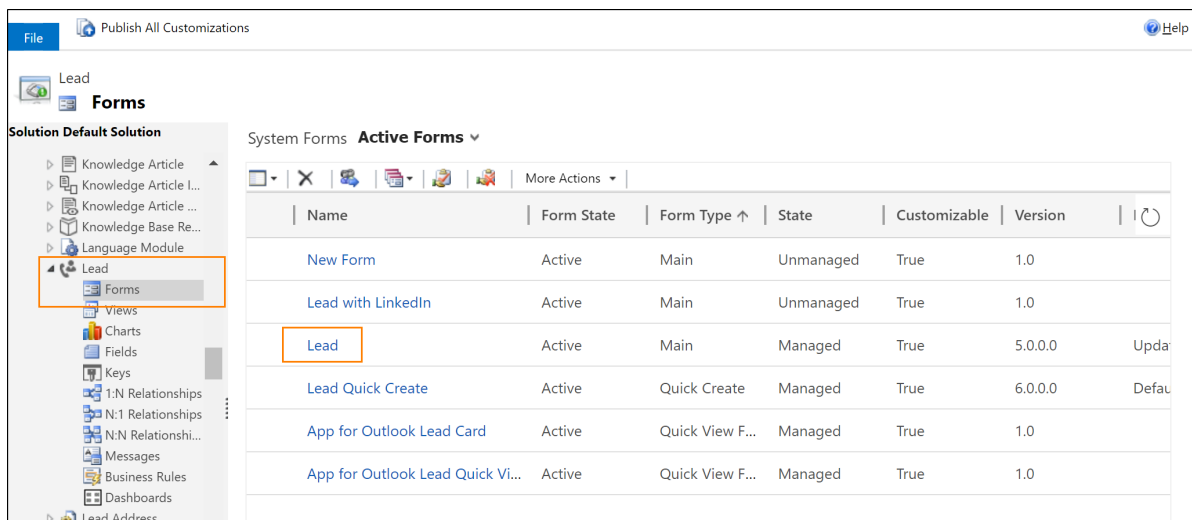 File
Publish All Customizations
Help
Lead
Forms
Solution Default Solution
Knowledge Article
Knowledge Article I...
Knowledge Article ...
Knowledge Base Re...
Language Module
Lead
Forms
Views
Charts
Fields
Keys
1:N Relationships
N:1 Relationships
N:N Relationshi...
Messages
Business Rules
Dashboards
Lead Address
System Forms Active Forms
More Actions
Name Form State Form Type State Customizable Version
New Form Active Main Unmanaged True 1.0
Lead with LinkedIn Active Main Unmanaged True 1.0
Lead Active Main Managed True 5.0.0.0 Updat
Lead Quick Create Active Quick Create Managed True 6.0.0.0 Defau
App for Outlook Lead Card Active Quick View F... Managed True 1.0
App for Outlook Lead Quick Vi... Active Quick View F... Managed True 1.0